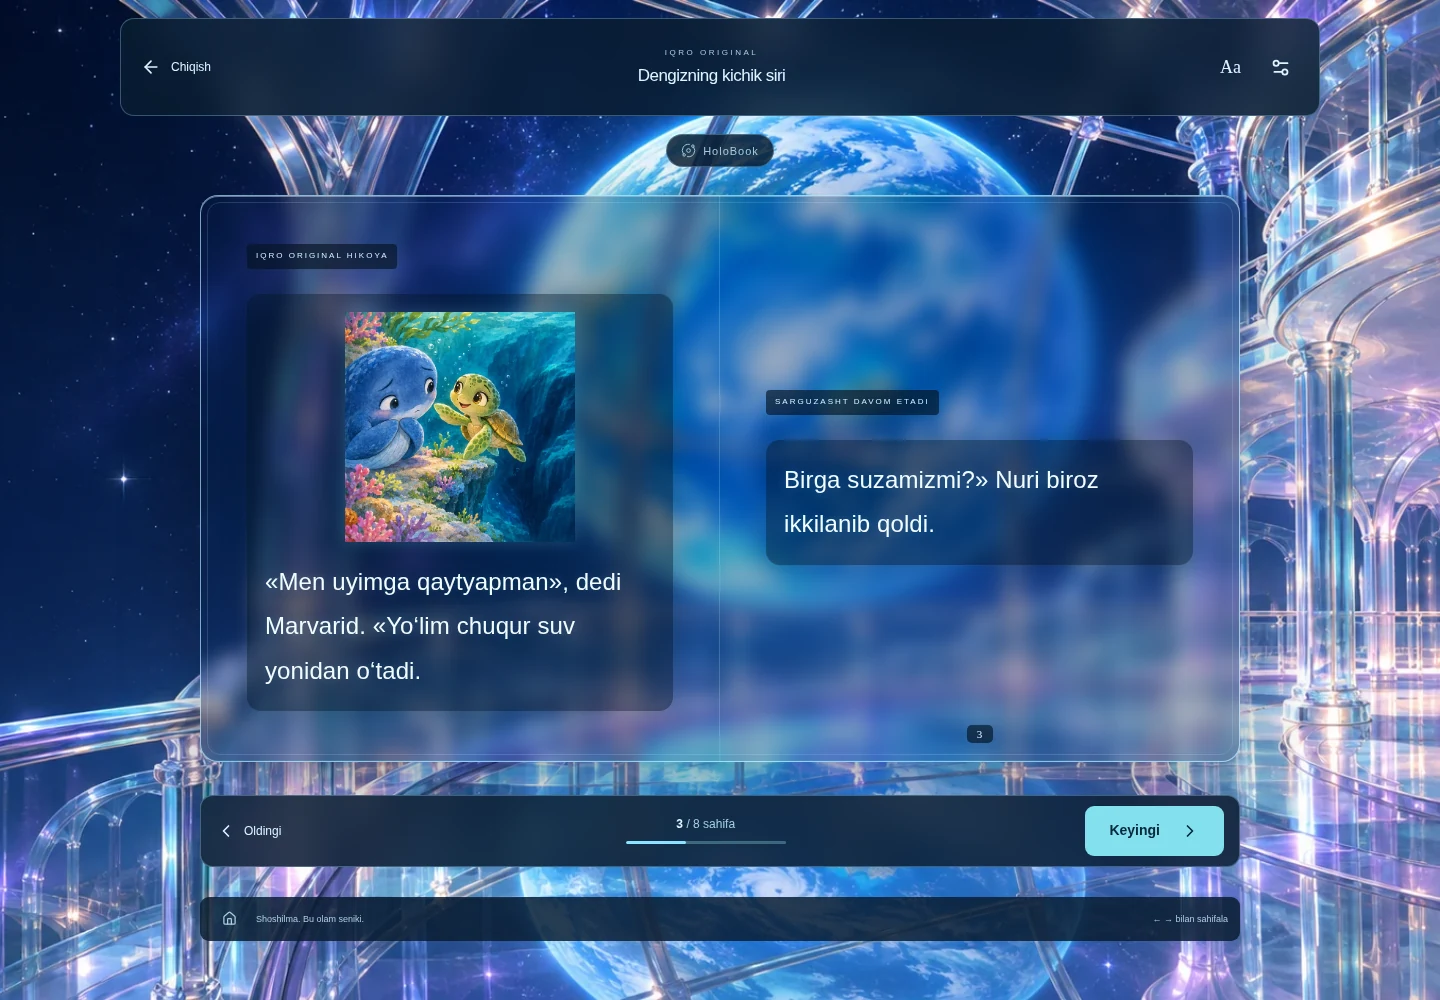 Chiqish
IQRO ORIGINAL
Dengizning kichik siri
Aa
HoloBook
IQRO ORIGINAL HIKOYA
«Men uyimga qaytyapman», dedi
Marvarid. «Yo‘lim chuqur suv
yonidan o‘tadi.
SARGUZASHT DAVOM ETADI
Birga suzamizmi?» Nuri biroz
ikkilanib qoldi.
3
Oldingi
3 / 8 sahifa
Keyingi
Shoshilma. Bu olam seniki.
← → bilan sahifala